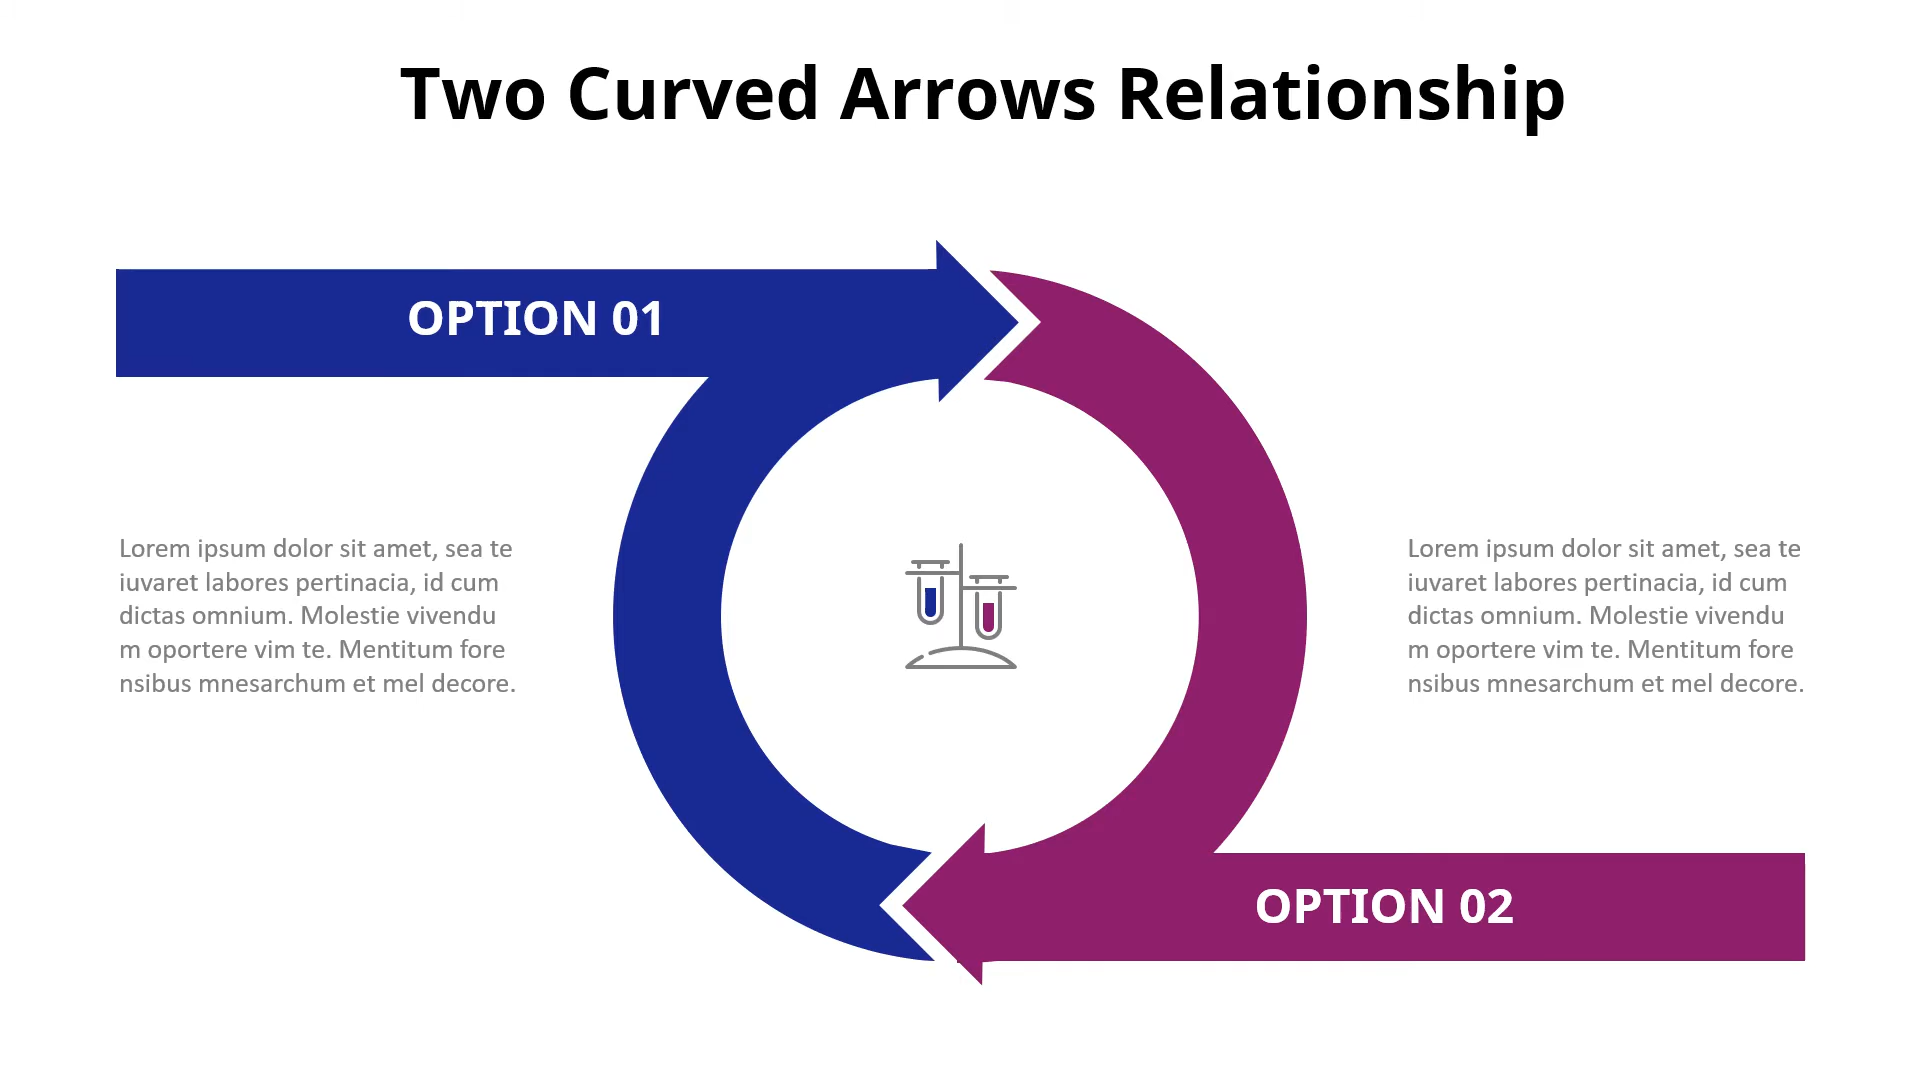 Two Curved Arrows Relationship
OPTION 01
Lorem ipsum dolor sit amet, sea te
iuvaret labores pertinacia, id cum
dictas omnium. Molestie vivendu
m oportere vim te. Mentitum fore
nsibus mnesarchum et mel decore.
Lorem ipsum dolor sit amet, sea te
iuvaret labores pertinacia, id cum
dictas omnium. Molestie vivendu
m oportere vim te. Mentitum fore
nsibus mnesarchum et mel decore.
OPTION 02